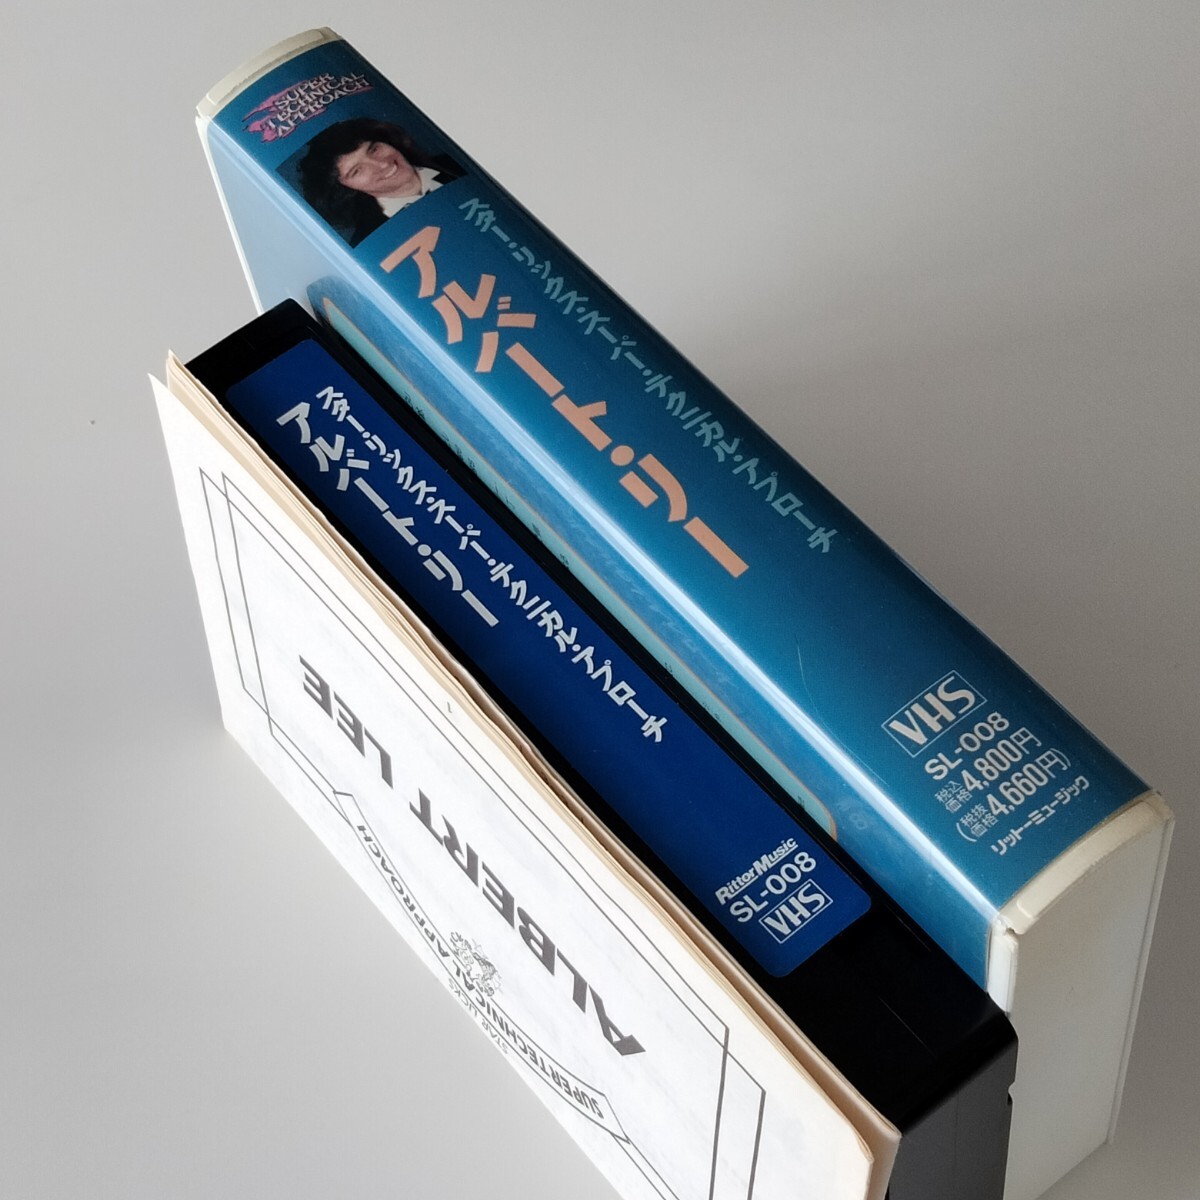 SUPER
TECHNICAL
APPROACH
スター・リックス・スーパー・テクニカル・アプローチ
アルバート・リー
VHS
SL-008
税込価格4,800円
(税抜価格4,660円)
リットーミュージック
スター・リックス・スーパー・テクニカル・アプローチ
アルバート・リー
RittorMusic
SL-008
VHS
ALBERT LEE
STAR LICKS
SUPER TECHNICAL APPROACH